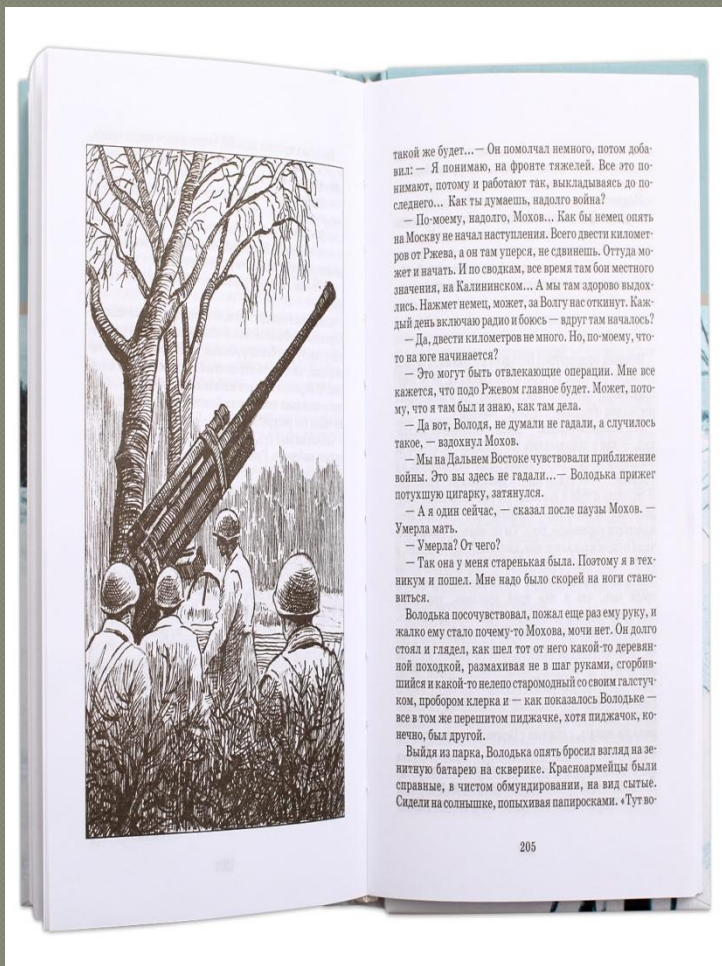 такой же будет...— Он помолчал немного, потом доба-
вил: — Я понимаю, на фронте тяжелей. Все это по-
нимают, потому и работают так, выкладываясь до по-
следнего... Как ты думаешь, надолго война?
— По-моему, надолго, Мохов... Как бы немец опять
на Москву не начал наступления. Всего двести километ-
ров от Ржева, а он там уперся, не сдвинешь. Оттуда мо-
жет и начать. И по сводкам, все время там бои местного
значения, на Калининском... А мы там здорово выдох-
лись. Нажмет немец, может, за Волгу нас откинут. Каж-
дый день включаю радио и боюсь — вдруг там началось?
— Да, двести километров не много. Но, по-моему, что-
то на юге начинается?
— Это могут быть отвлекающие операции. Мне все
кажется, что подо Ржевом главное будет. Может, пото-
му, что я там был и знаю, как там дела.
— Да вот, Володя, не думали не гадали, а случилось
такое, — вздохнул Мохов.
— Мы на Дальнем Востоке чувствовали приближение
войны. Это вы здесь не гадали...— Володька прижег
потухшую цигарку, затянулся.
— А я один сейчас, — сказал после паузы Мохов. —
Умерла мать.
— Умерла? От чего?
— Так она у меня старенькая была. Поэтому я в тех-
никум и пошел. Мне надо было скорей на ноги стано-
виться.
Володька посочувствовал, пожал еще раз ему руку, и
жалко ему стало почему-то Мохова, мочи нет. Он долго
стоял и глядел, как шел тот от него какой-то деревян-
ной походкой, размахивая не в шаг руками, сгорбив-
шийся и какой-то нелепо старомодный со своим галстуч-
ком, пробором клерка и — как показалось Володьке —
все в том же перешитом пиджачке, хотя пиджачок, ко-
нечно, был другой.
Выйдя из парка, Володька опять бросил взгляд на зе-
нитную батарею на скверике. Красноармейцы были
справные, в чистом обмундировании, на вид сытые.
Сидели на солнышке, попыхивая папиросками. «Тут во-
205